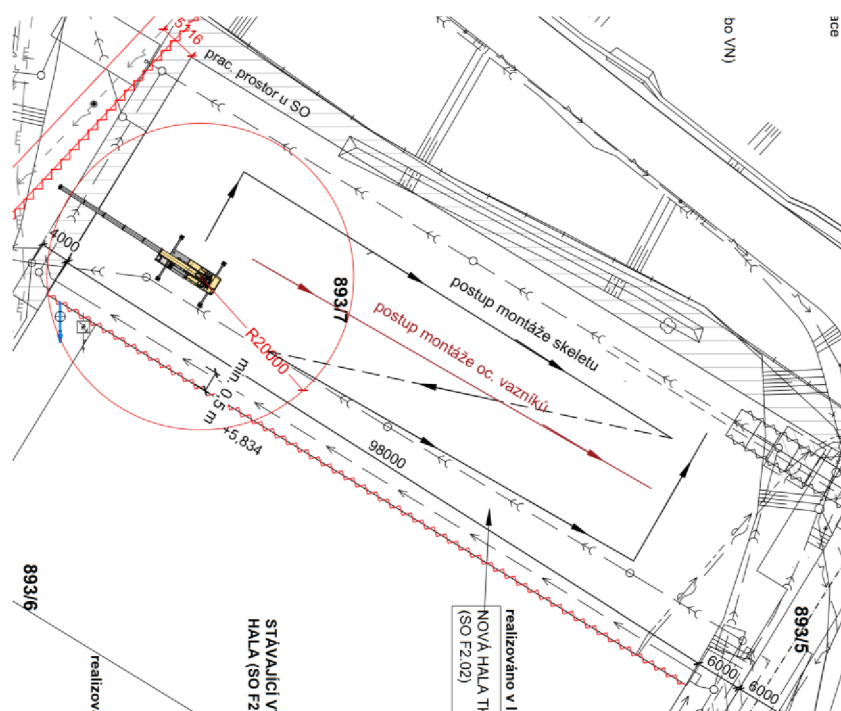 5316
prac. prostor u SO
bo VN)
ace
4000
893/7
postup montáže skeletu
postup montáže oc. vazníků
R20000
min. 0,5 m
+5,834
98000
893/6
STÁVAJÍCÍ
HALA (SO F2
realizováno v
NOVÁ HALA
(SO F2.02)
893/5
6000
6000